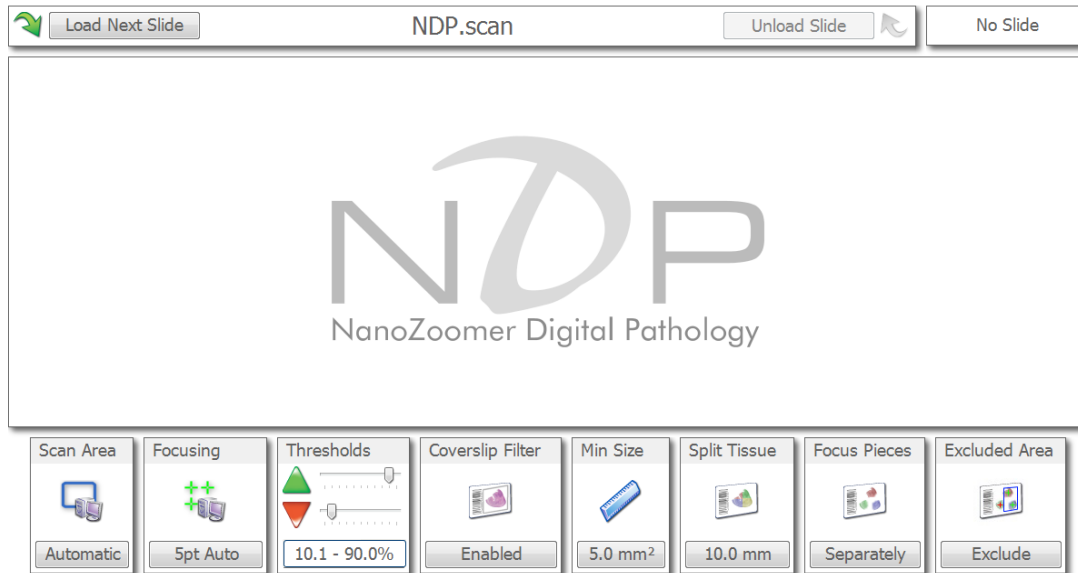 Load Next Slide NDP.scan Unload Slide No Slide
NDP
NanoZoomer Digital Pathology
Scan Area Focusing Thresholds Coverslip Filter Min Size Split Tissue Focus Pieces Excluded Area
Automatic 5pt Auto 10.1 - 90.0% Enabled 5.0 mm² 10.0 mm Separately Exclude